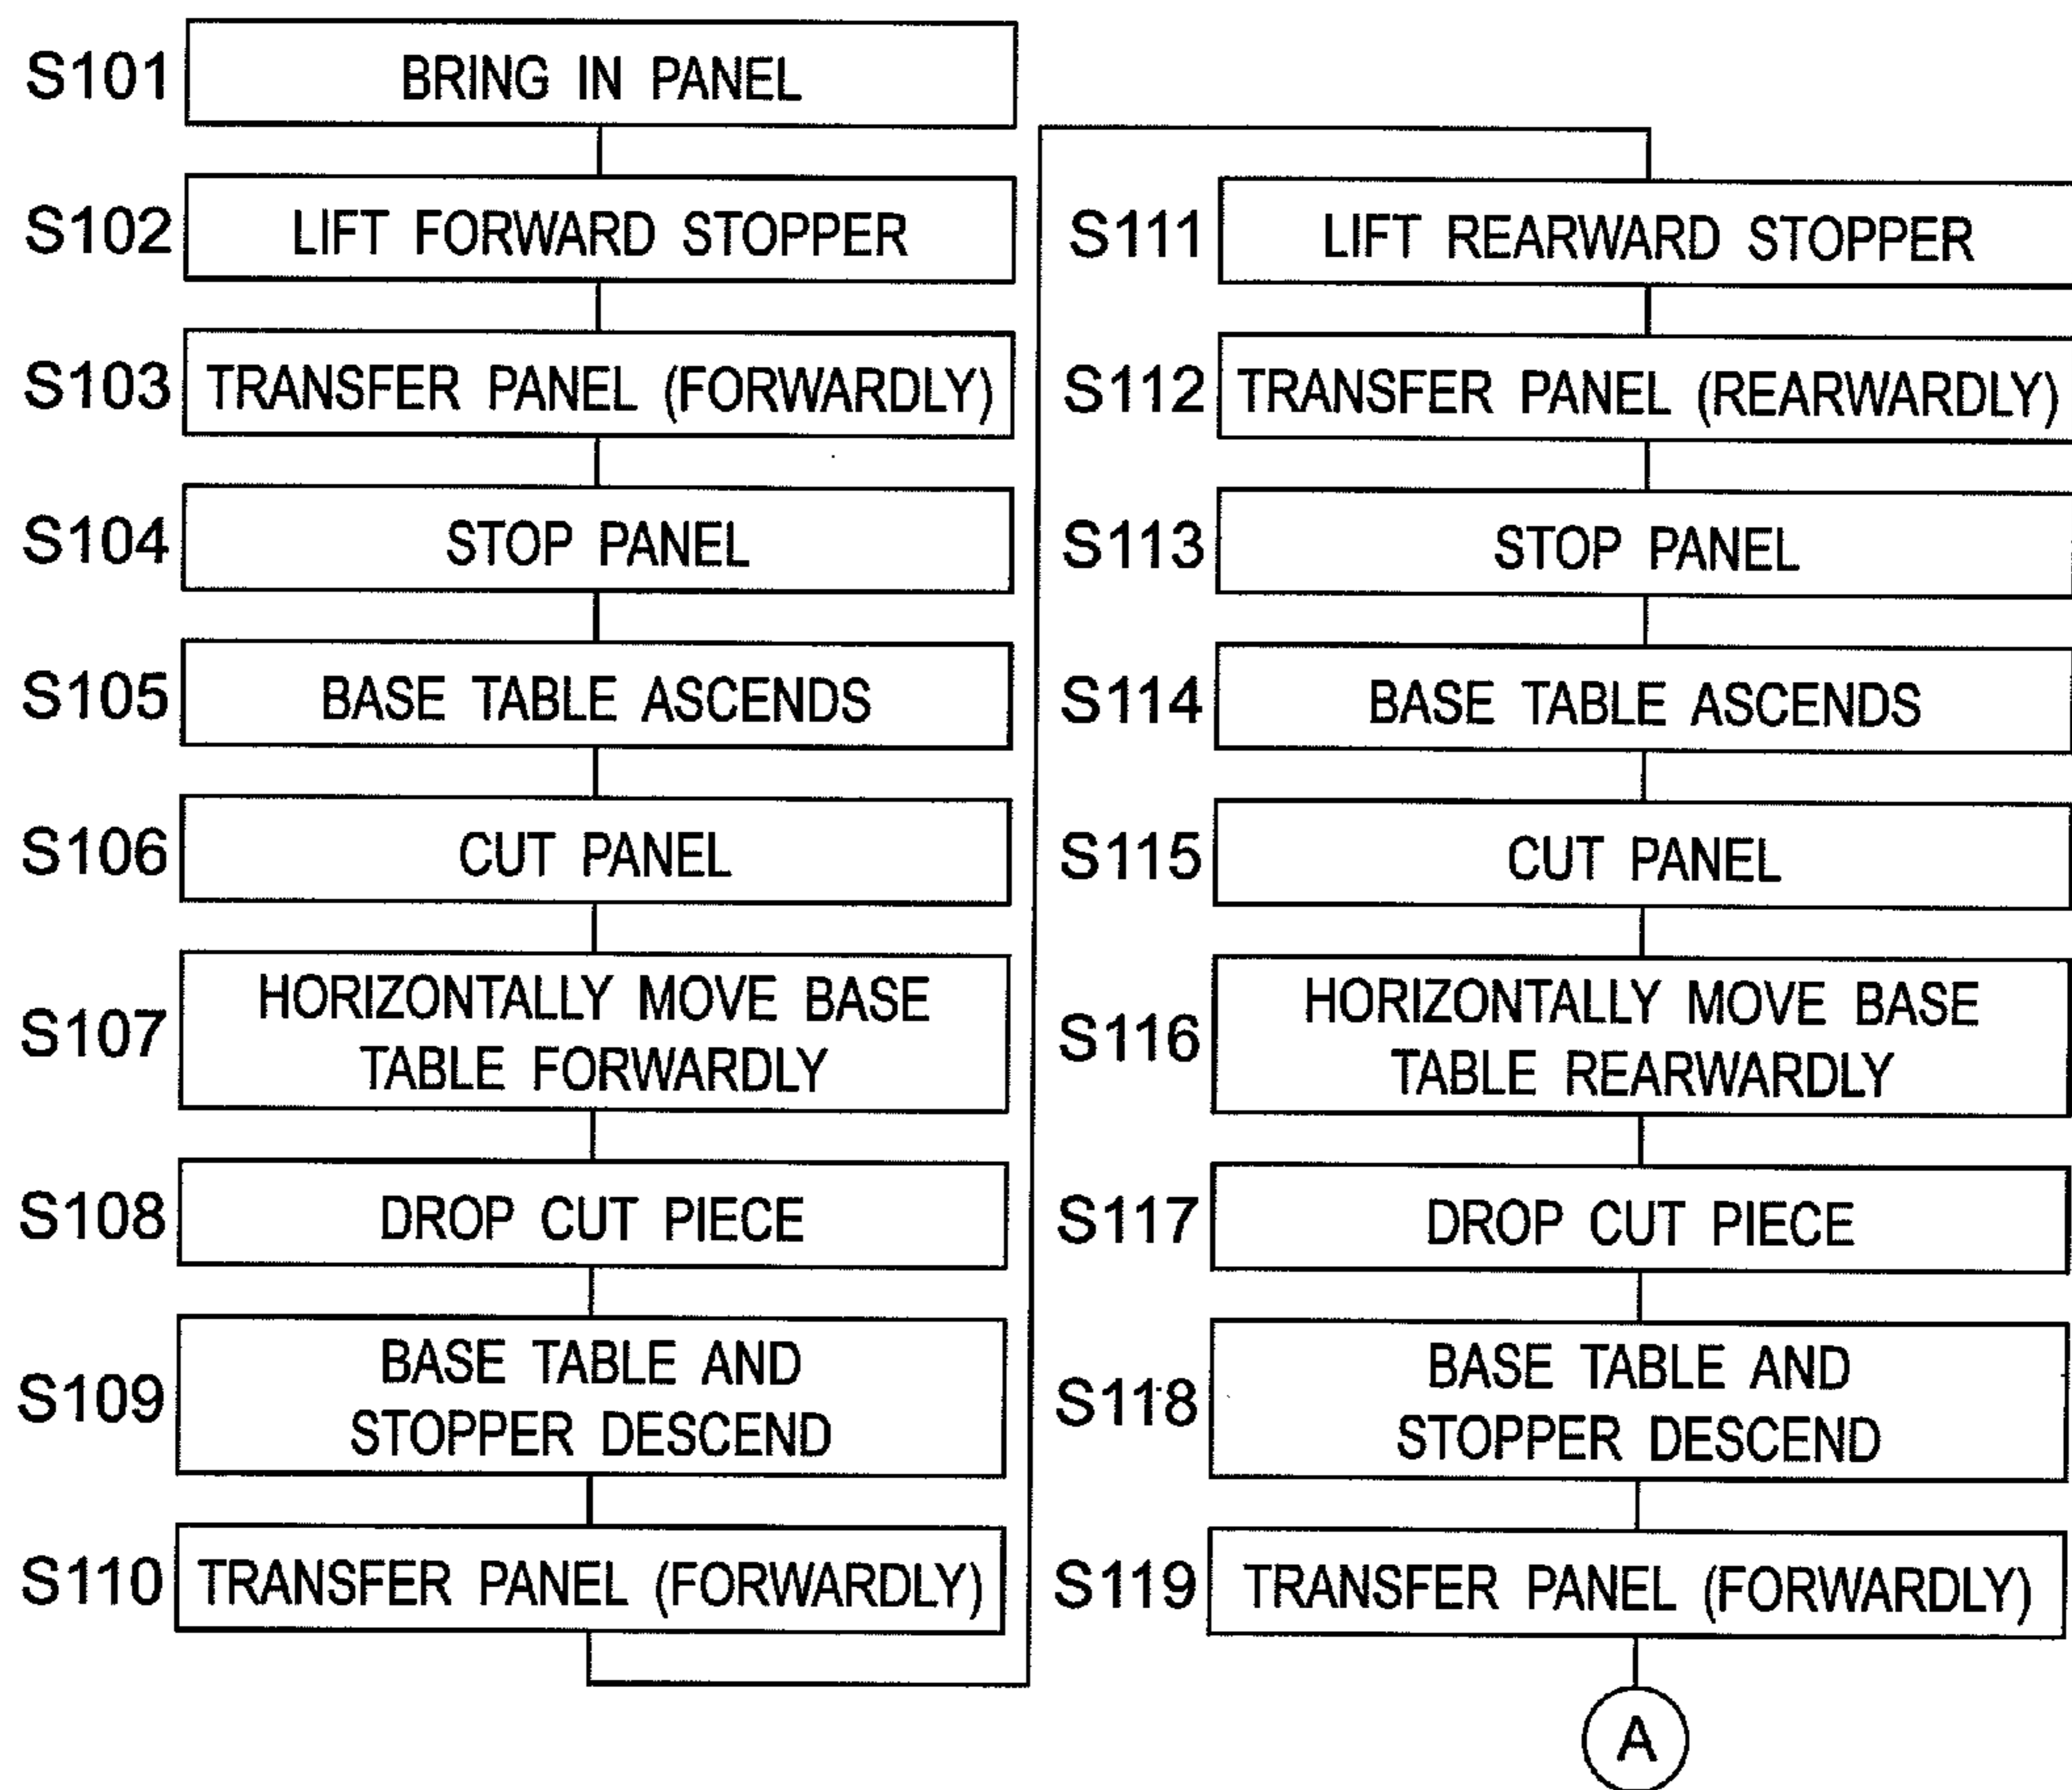 S101 BRING IN PANEL
S102 LIFT FORWARD STOPPER
S103 TRANSFER PANEL (FORWARDLY)
S104 STOP PANEL
S105 BASE TABLE ASCENDS
S106 CUT PANEL
S107 HORIZONTALLY MOVE BASE
TABLE FORWARDLY
S108 DROP CUT PIECE
S109 BASE TABLE AND
STOPPER DESCEND
S110 TRANSFER PANEL (FORWARDLY)
S111 LIFT REARWARD STOPPER
S112 TRANSFER PANEL (REARWARDLY)
S113 STOP PANEL
S114 BASE TABLE ASCENDS
S115 CUT PANEL
S116 HORIZONTALLY MOVE BASE
TABLE REARWARDLY
S117 DROP CUT PIECE
S118 BASE TABLE AND
STOPPER DESCEND
S119 TRANSFER PANEL (FORWARDLY)
A